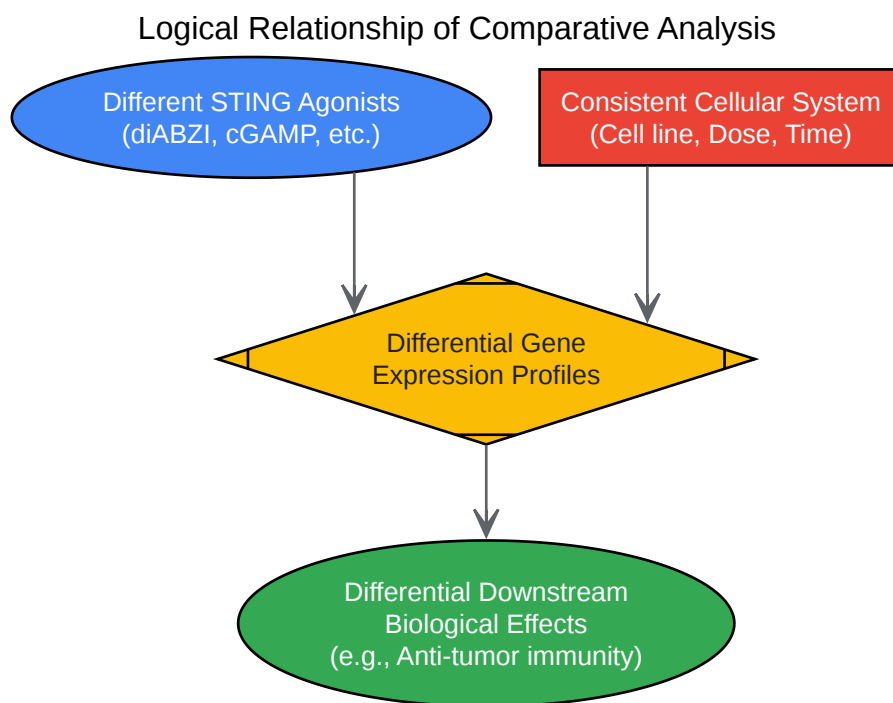 Logical Relationship of Comparative Analysis
Different STING Agonists
(diABZI, cGAMP, etc.)
Consistent Cellular System
(Cell line, Dose, Time)
Differential Gene
Expression Profiles
Differential Downstream
Biological Effects
(e.g., Anti-tumor immunity)